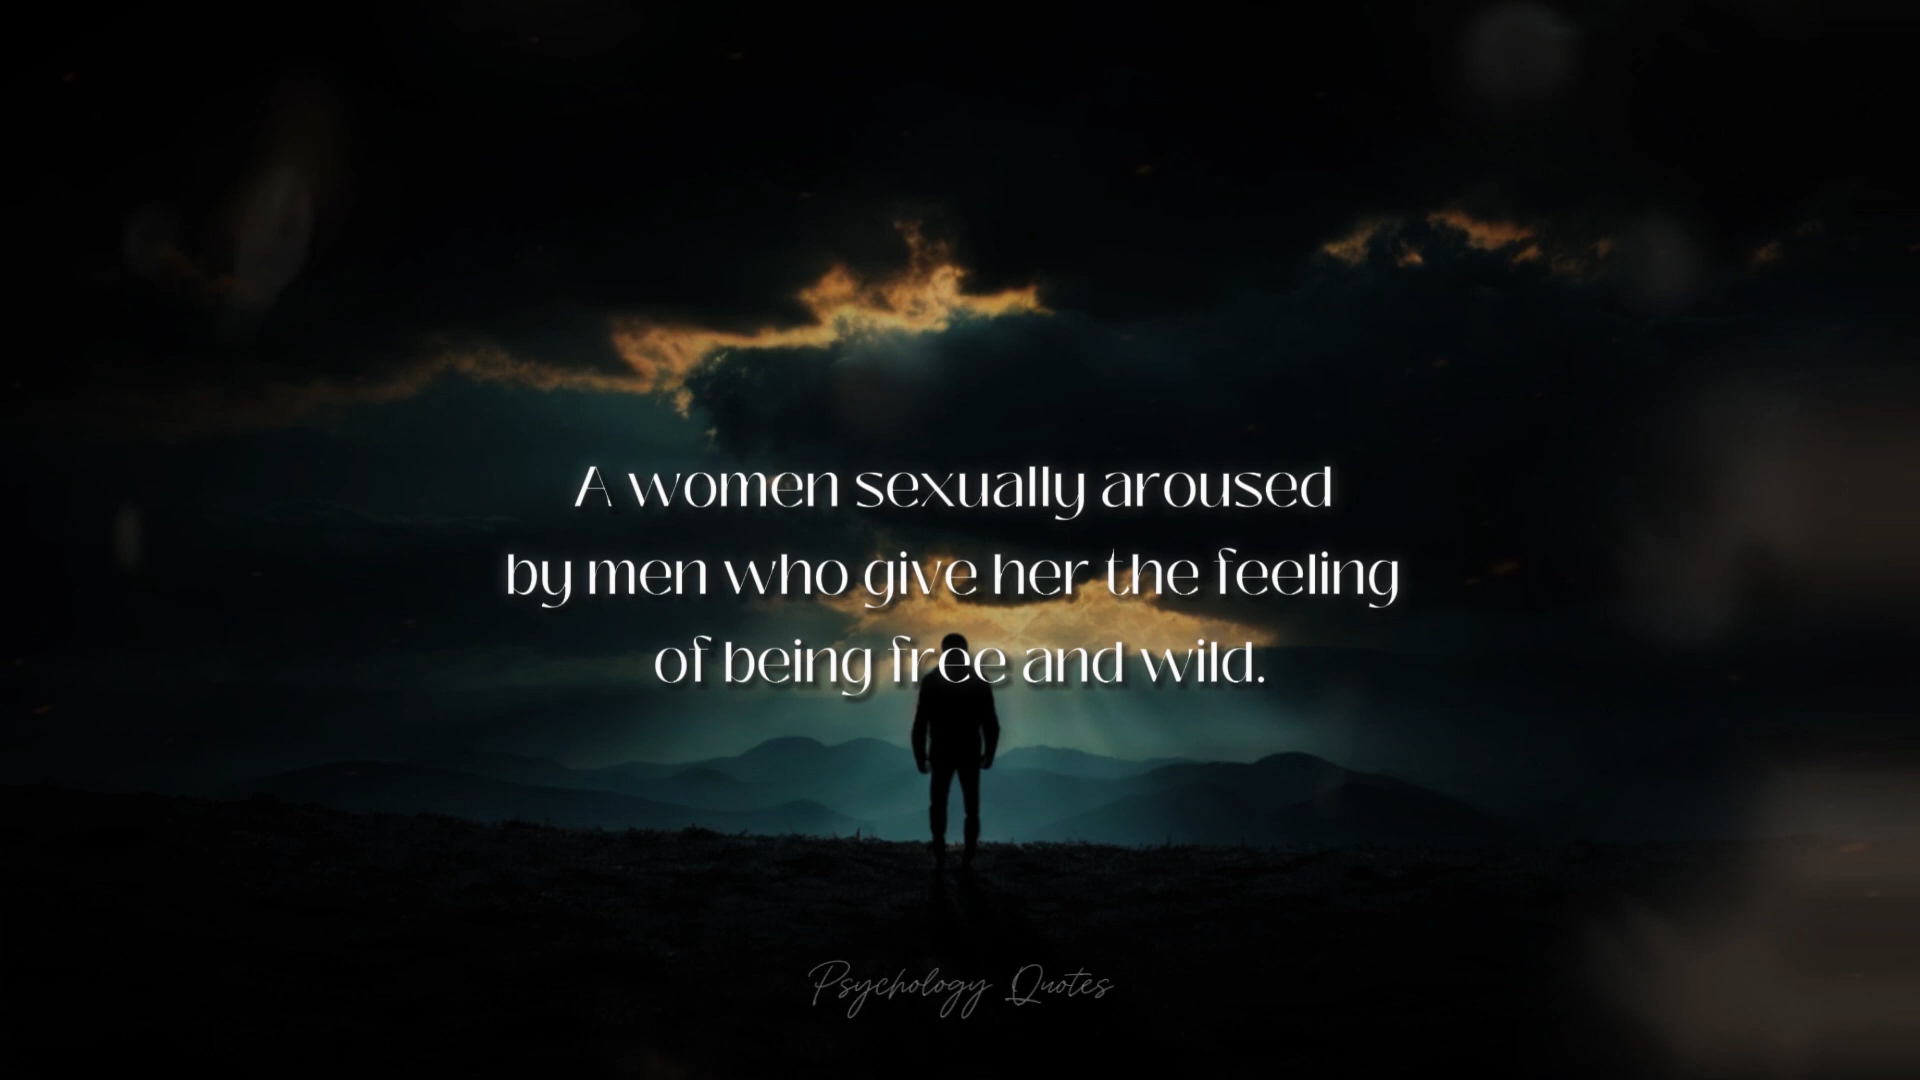 A women sexually aroused
by men who give her the feeling
of being free and wild.
Psychology Quotes